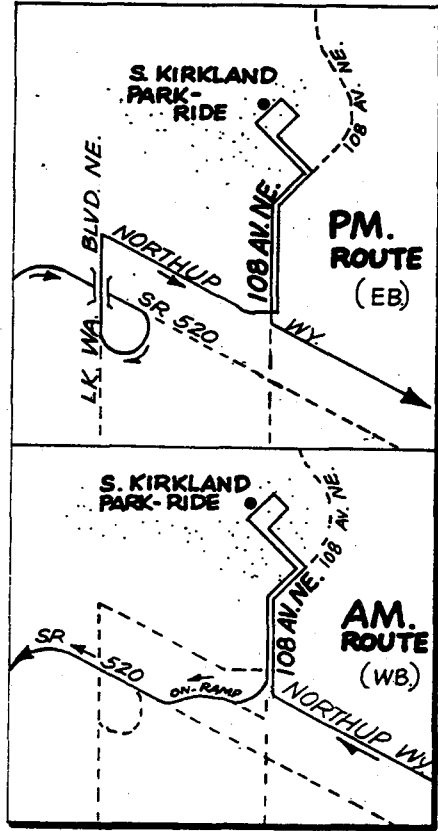 S. KIRKLAND
PARK-
RIDE
108 AV. NE.
108 AV. NE.
PM.
ROUTE
(EB.)
LK. WA. BLVD. NE.
NORTHUP
WY.
SR 520
S. KIRKLAND
PARK-RIDE
108 AV. NE.
108 AV. NE.
AM.
ROUTE
(WB.)
SR 520
ON-RAMP
NORTHUP WY.